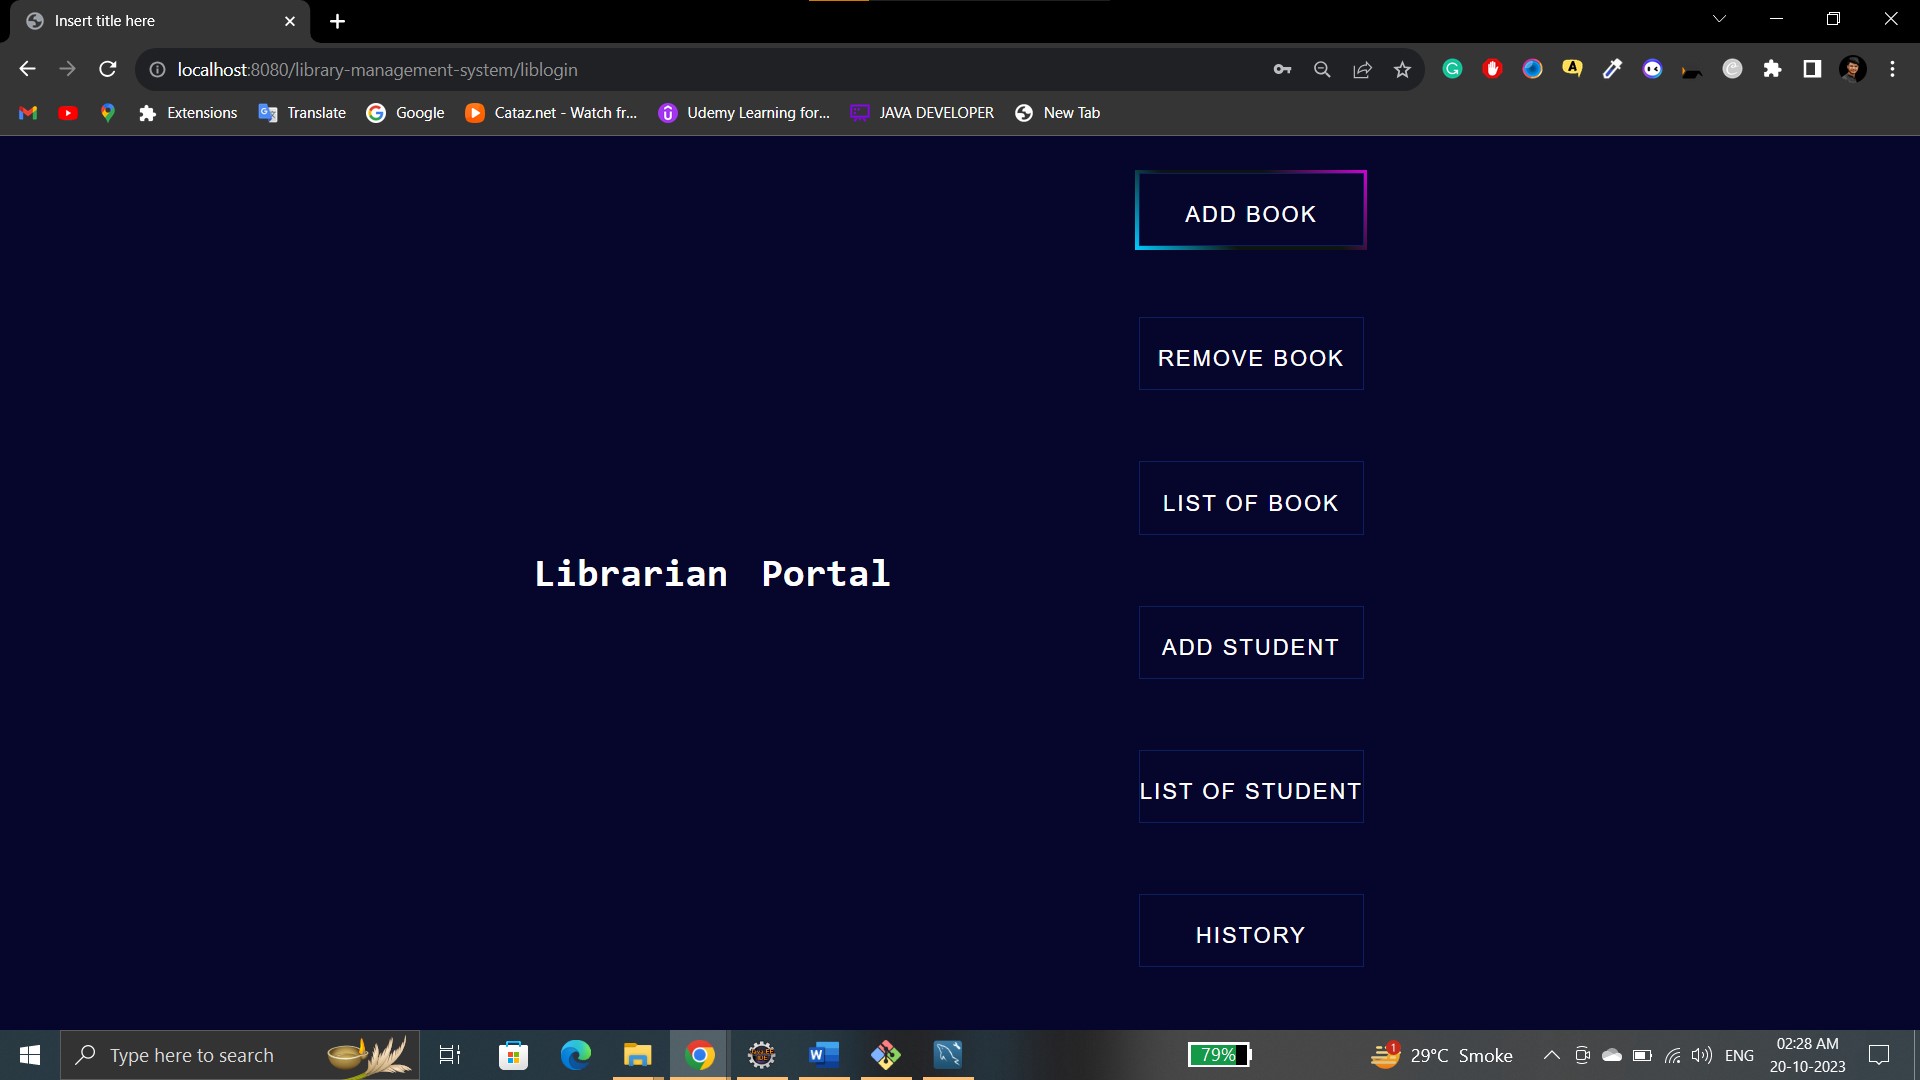 Insert title here
localhost:8080/library-management-system/liblogin
Extensions
Translate
Google
Cataz.net - Watch fr...
Udemy Learning for...
JAVA DEVELOPER
New Tab
ADD BOOK
REMOVE BOOK
LIST OF BOOK
Librarian Portal
ADD STUDENT
LIST OF STUDENT
HISTORY
Type here to search
79%
1
29°C Smoke
ENG
02:28 AM
20-10-2023